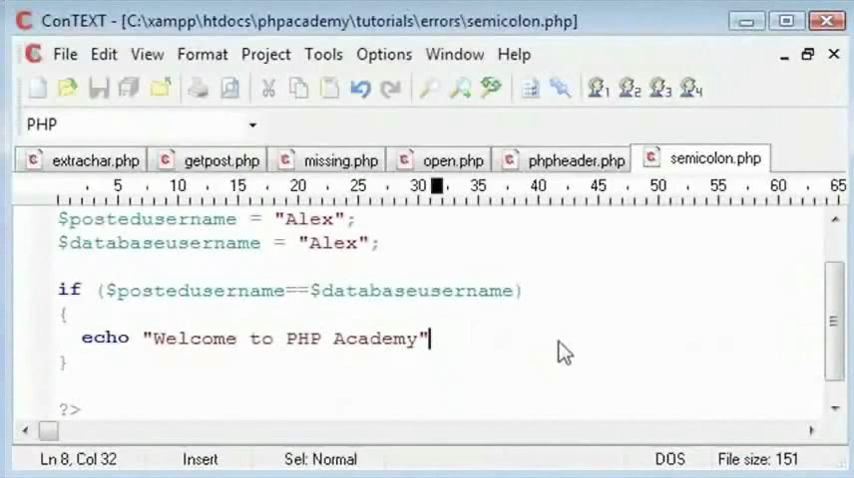 ConTEXT - [C:\xampp\htdocs\phpacademy\tutorials\errors\semicolon.php]
File Edit View Format Project Tools Options Window Help
PHP
extrachar.php getpost.php missing.php open.php phpheader.php semicolon.php
5 10 15 20 25 30 35 40 45 50 55 60 65
$postedusername = "Alex";
$databaseusername = "Alex";
if ($postedusername==$databaseusername)
{
echo "Welcome to PHP Academy"
}
?>
Ln 8, Col 32 Insert Sel: Normal DOS File size: 151